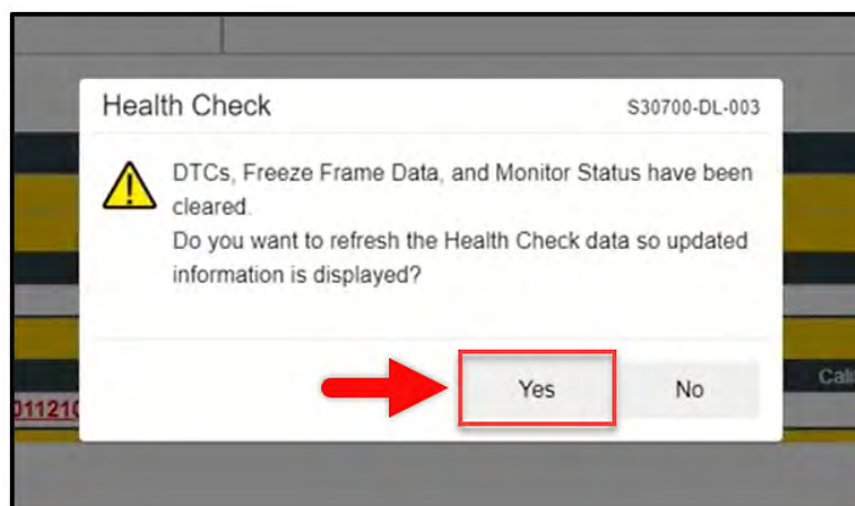 Health Check
S30700-DL-003
DTCs, Freeze Frame Data, and Monitor Status have been
cleared.
Do you want to refresh the Health Check data so updated
information is displayed?
Yes
No